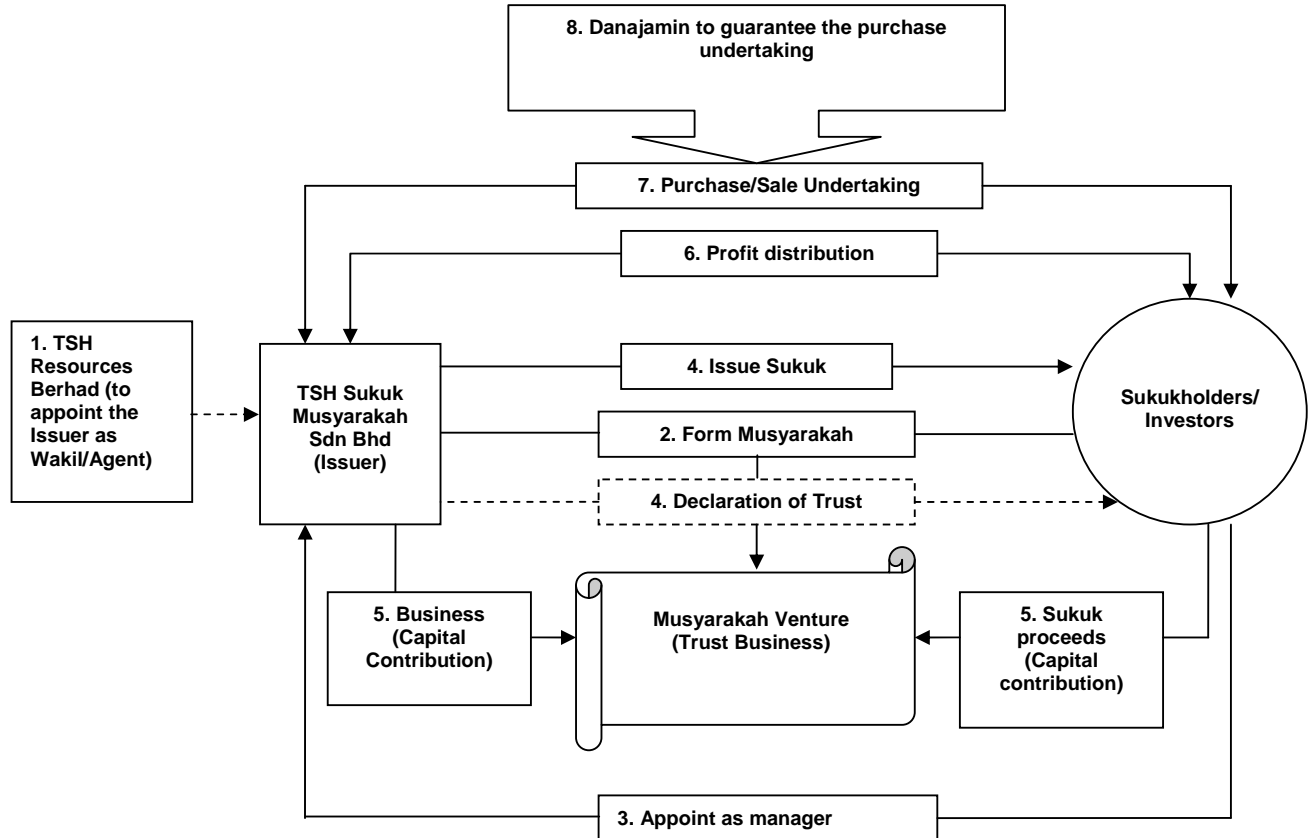 8. Danajamin to guarantee the purchase
undertaking
7. Purchase/Sale Undertaking
6. Profit distribution
1. TSH
Resources
Berhad (to
appoint the
Issuer as
Wakil/Agent)
TSH Sukuk
Musyarakah
Sdn Bhd
(Issuer)
4. Issue Sukuk
Sukukholders/
Investors
2. Form Musyarakah
4. Declaration of Trust
5. Business
(Capital
Contribution)
Musyarakah Venture
(Trust Business)
5. Sukuk
proceeds
(Capital
contribution)
3. Appoint as manager